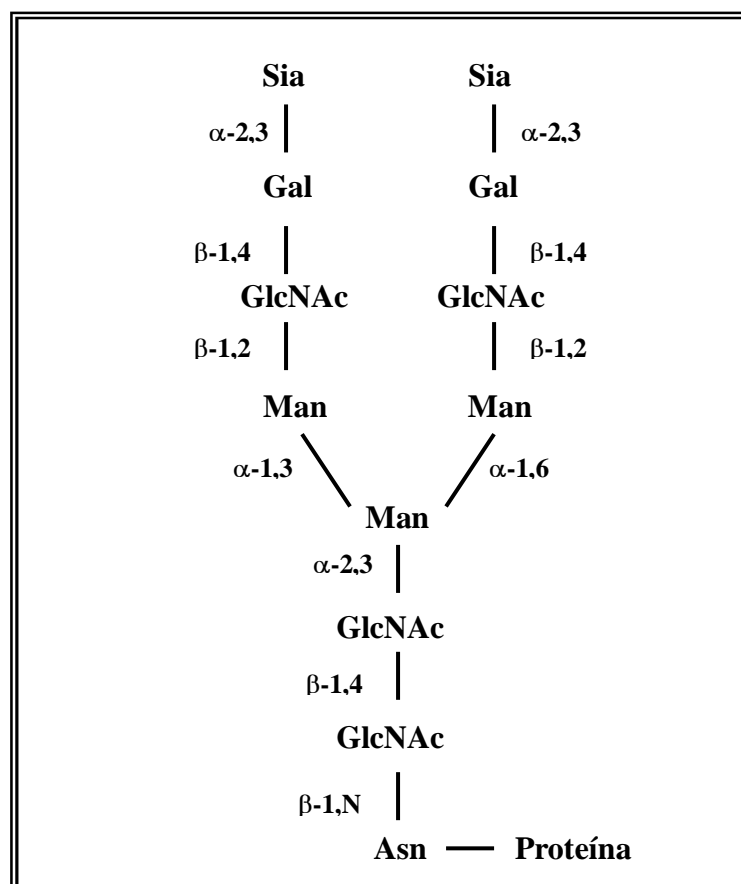 Sia Sia
α-2,3 α-2,3
Gal Gal
β-1,4 β-1,4
GlcNAc GlcNAc
β-1,2 β-1,2
Man Man
α-1,3 α-1,6
Man
α-2,3
GlcNAc
β-1,4
GlcNAc
β-1,N
Asn Proteína